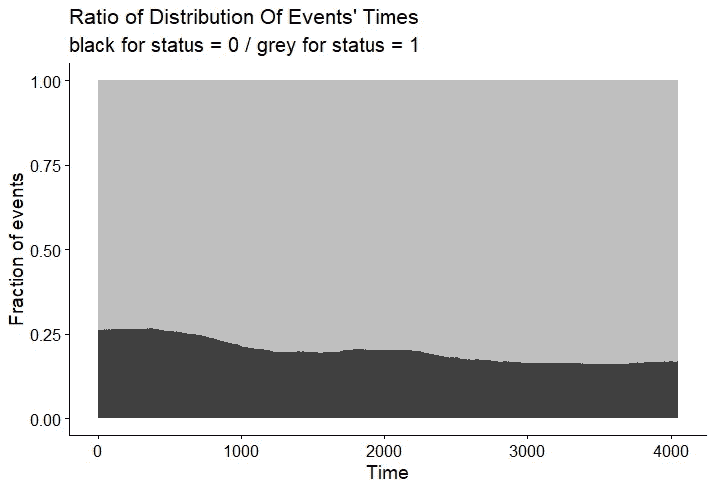 Ratio of Distribution Of Events' Times
black for status = 0 / grey for status = 1
Fraction of events
1.00
0.75
0.50
0.25
0.00
0 1000 2000 3000 4000
Time